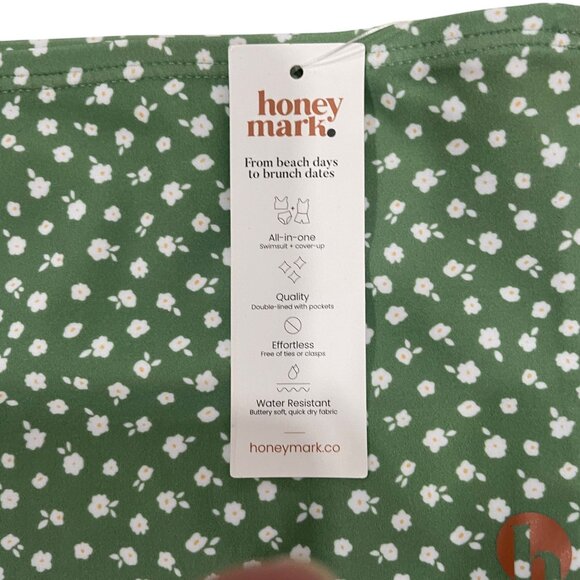 honey
mark.
From beach days
to brunch dates
All-in-one
Swimsuit + cover-up
Quality
Double-lined with pockets
Effortless
Free of ties or clasps
Water Resistant
Buttery soft, quick dry fabric
honeymark.co
h